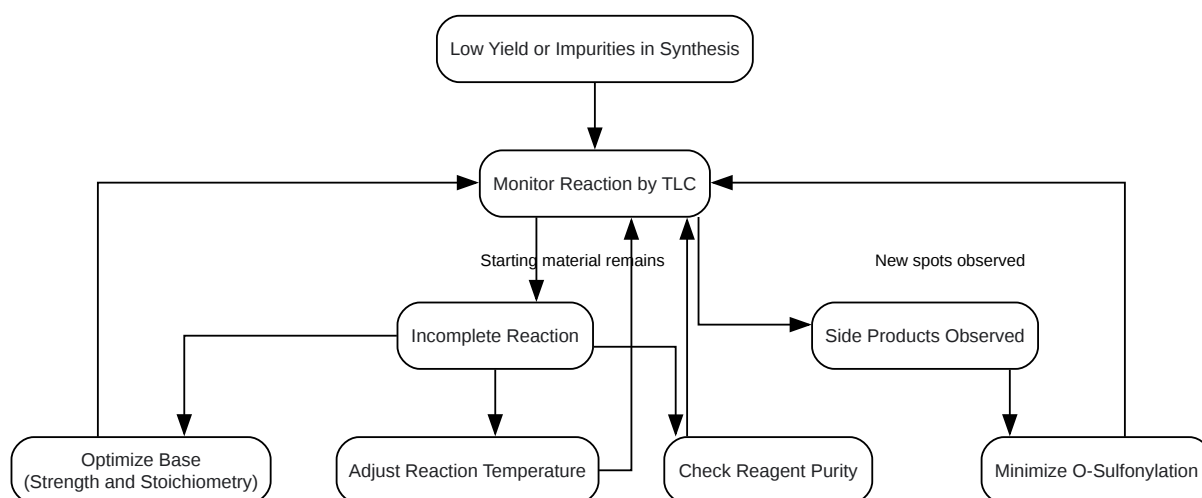 Low Yield or Impurities in Synthesis
Monitor Reaction by TLC
Starting material remains
New spots observed
Incomplete Reaction
Side Products Observed
Optimize Base
(Strength and Stoichiometry)
Adjust Reaction Temperature
Check Reagent Purity
Minimize O-Sulfonylation